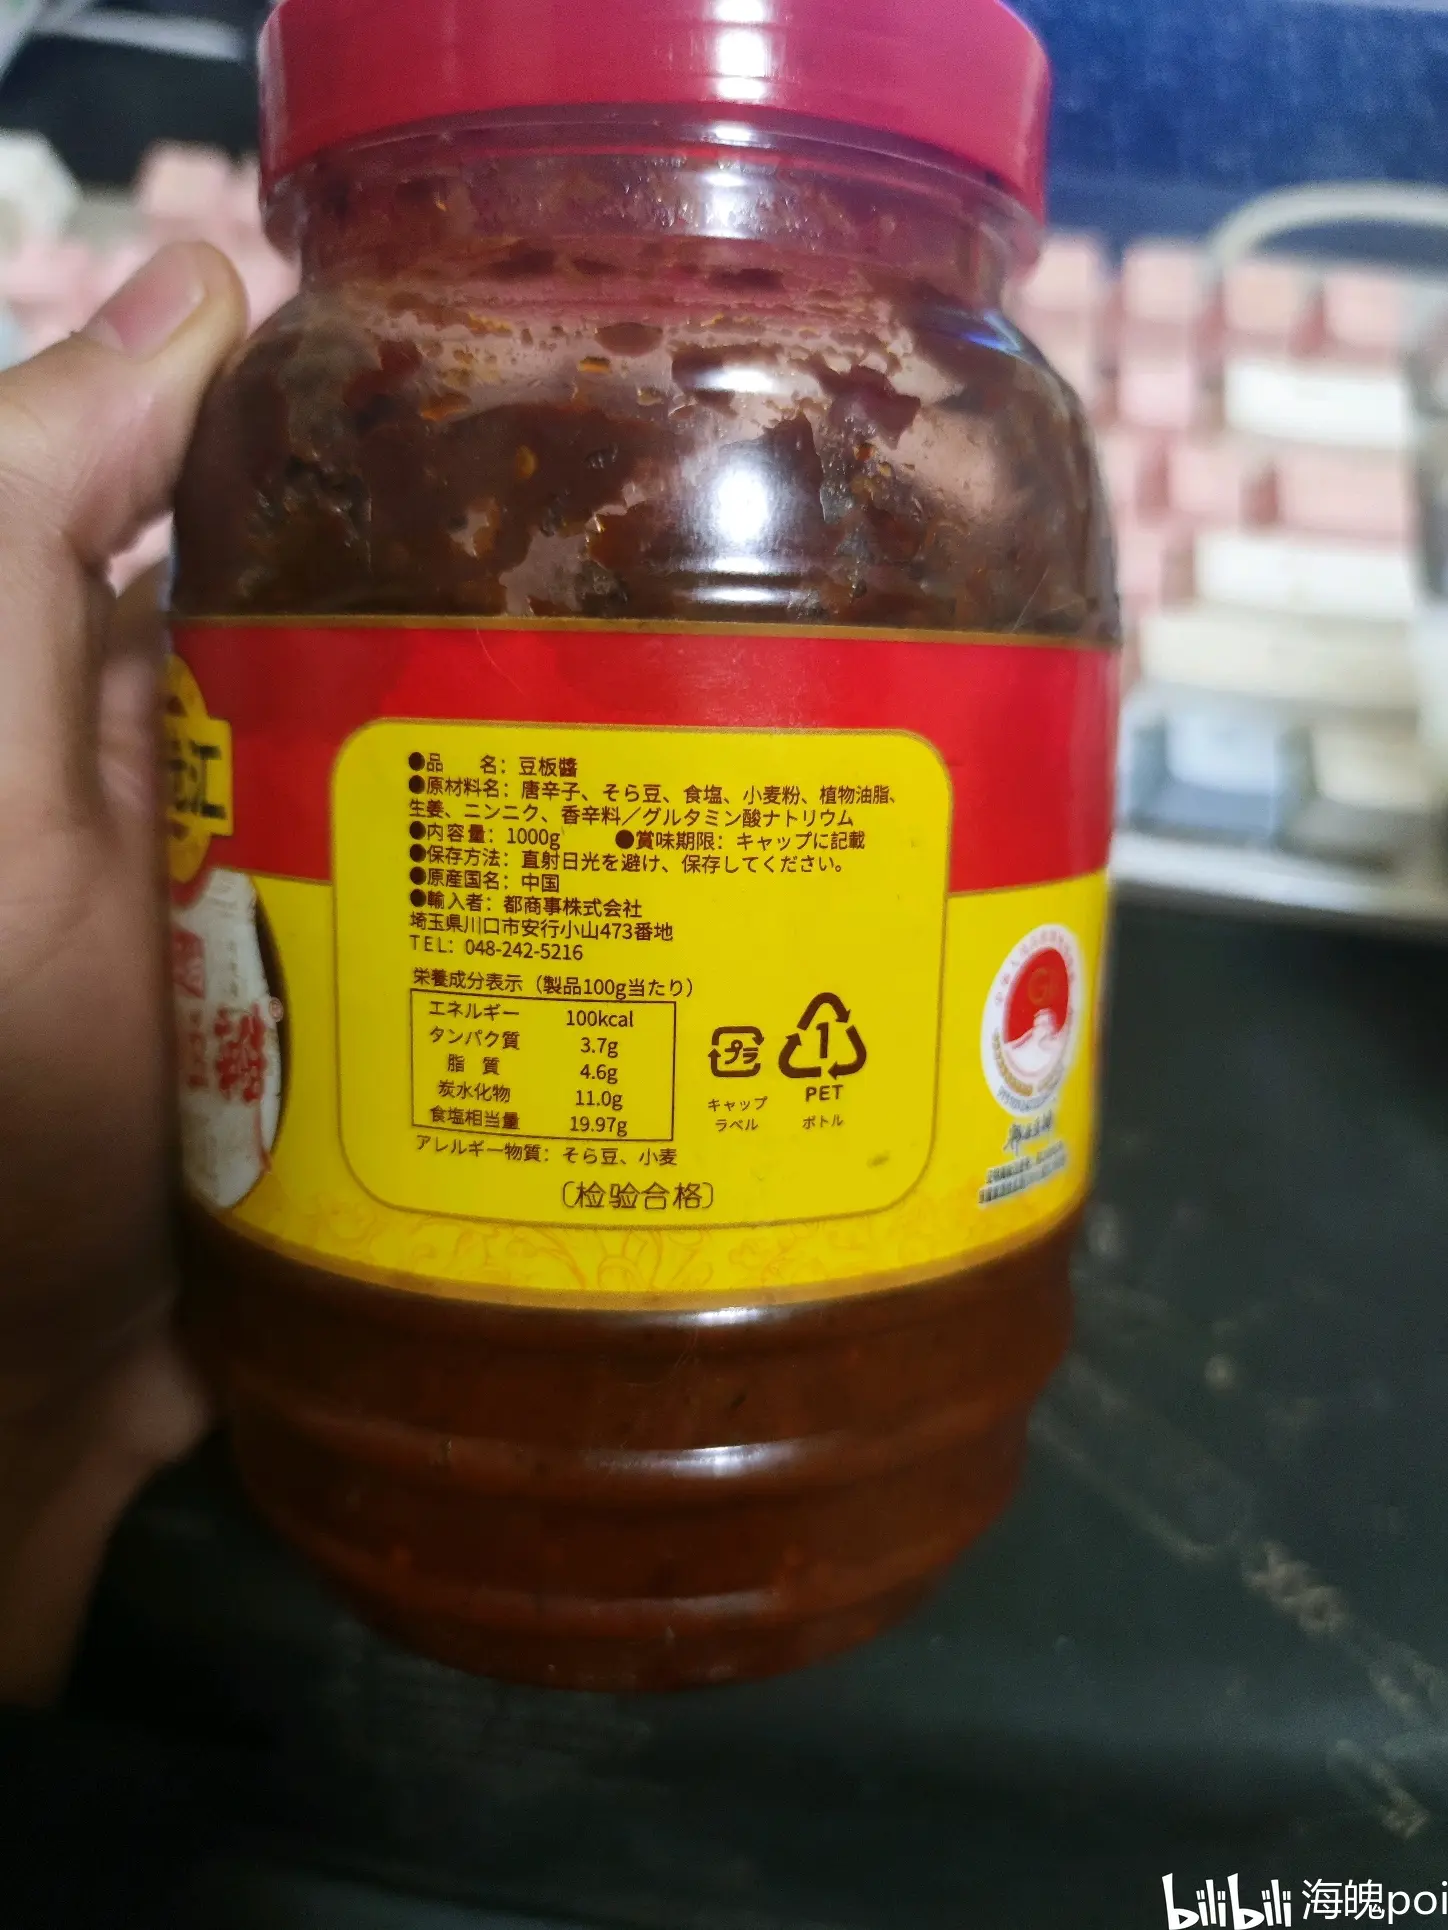 ●品　　名：豆板醬
●原材料名：唐辛子、そら豆、食塩、小麦粉、植物油脂、
生姜、ニンニク、香辛料／グルタミン酸ナトリウム
●内容量：1000g　●賞味期限：キャップに記載
●保存方法：直射日光を避け、保存してください。
●原産国名：中国
●輸入者：都商事株式会社
埼玉県川口市安行小山473番地
TEL：048-242-5216
栄養成分表示（製品100g当たり）
エネルギー　100kcal
タンパク質　3.7g
脂　質　4.6g
炭水化物　11.0g
食塩相当量　19.97g
アレルギー物質：そら豆、小麦
〔检验合格〕
プラ
キャップ
ラベル
1
PET
ボトル
bilibili 海魄poi